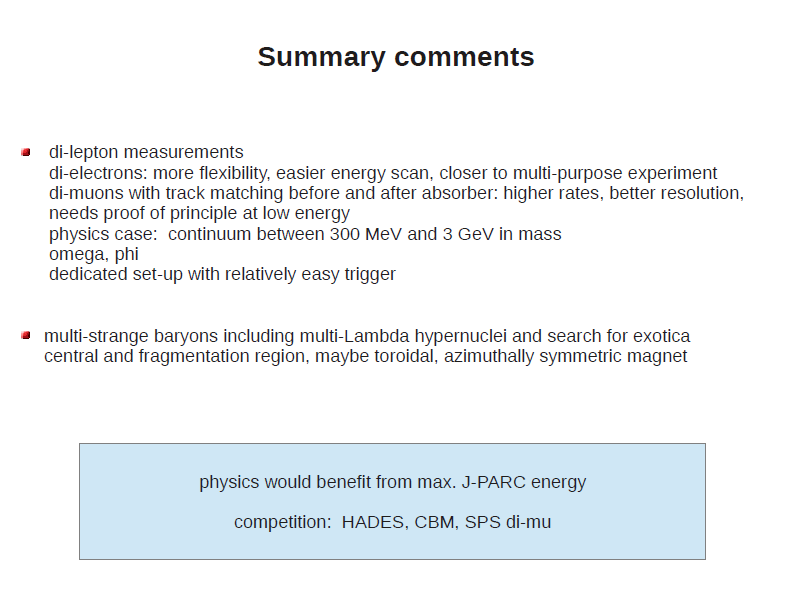 Summary comments
di-lepton measurements
di-electrons: more flexibility, easier energy scan, closer to multi-purpose experiment
di-muons with track matching before and after absorber: higher rates, better resolution,
needs proof of principle at low energy
physics case:  continuum between 300 MeV and 3 GeV in mass
omega, phi
dedicated set-up with relatively easy trigger
multi-strange baryons including multi-Lambda hypernuclei and search for exotica
central and fragmentation region, maybe toroidal, azimuthally symmetric magnet
physics would benefit from max. J-PARC energy
competition:  HADES, CBM, SPS di-mu